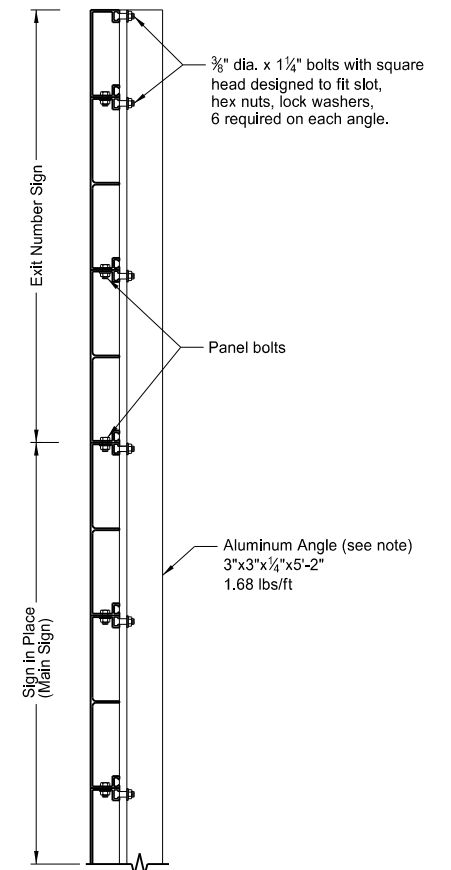 ⅜" dia. x 1¼" bolts with square
head designed to fit slot,
hex nuts, lock washers,
6 required on each angle.
Exit Number Sign
Panel bolts
Aluminum Angle (see note)
3"x3"x¼"x5'-2"
1.68 lbs/ft
Sign in Place
(Main Sign)